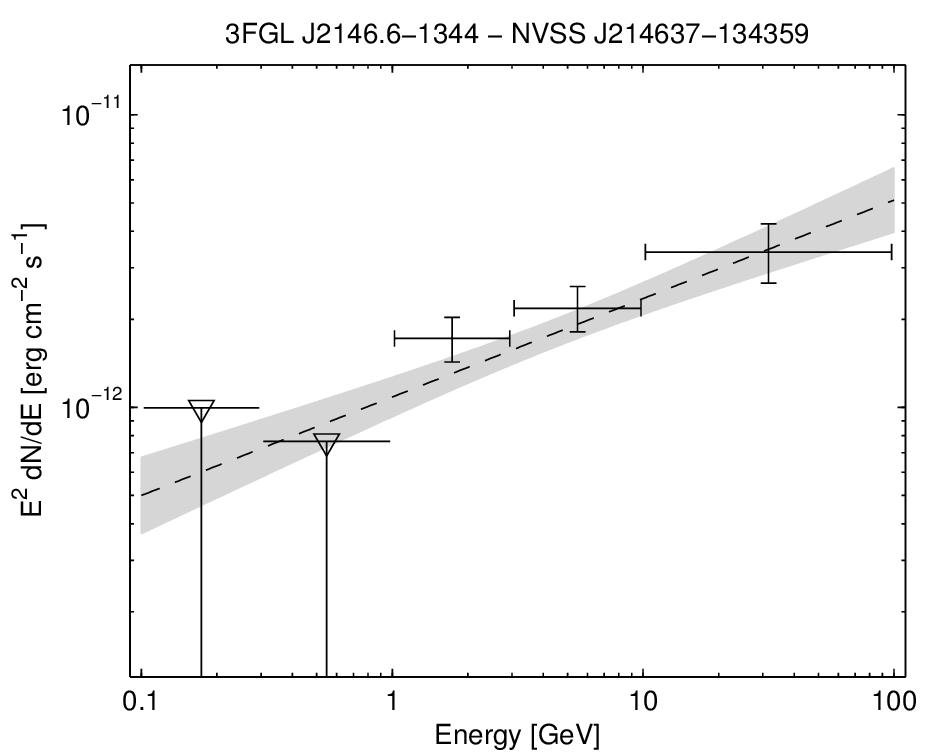 3FGL J2146.6−1344 − NVSS J214637−134359
10⁻¹¹
10⁻¹²
E² dN/dE [erg cm⁻² s⁻¹]
0.1 1 10 100
Energy [GeV]